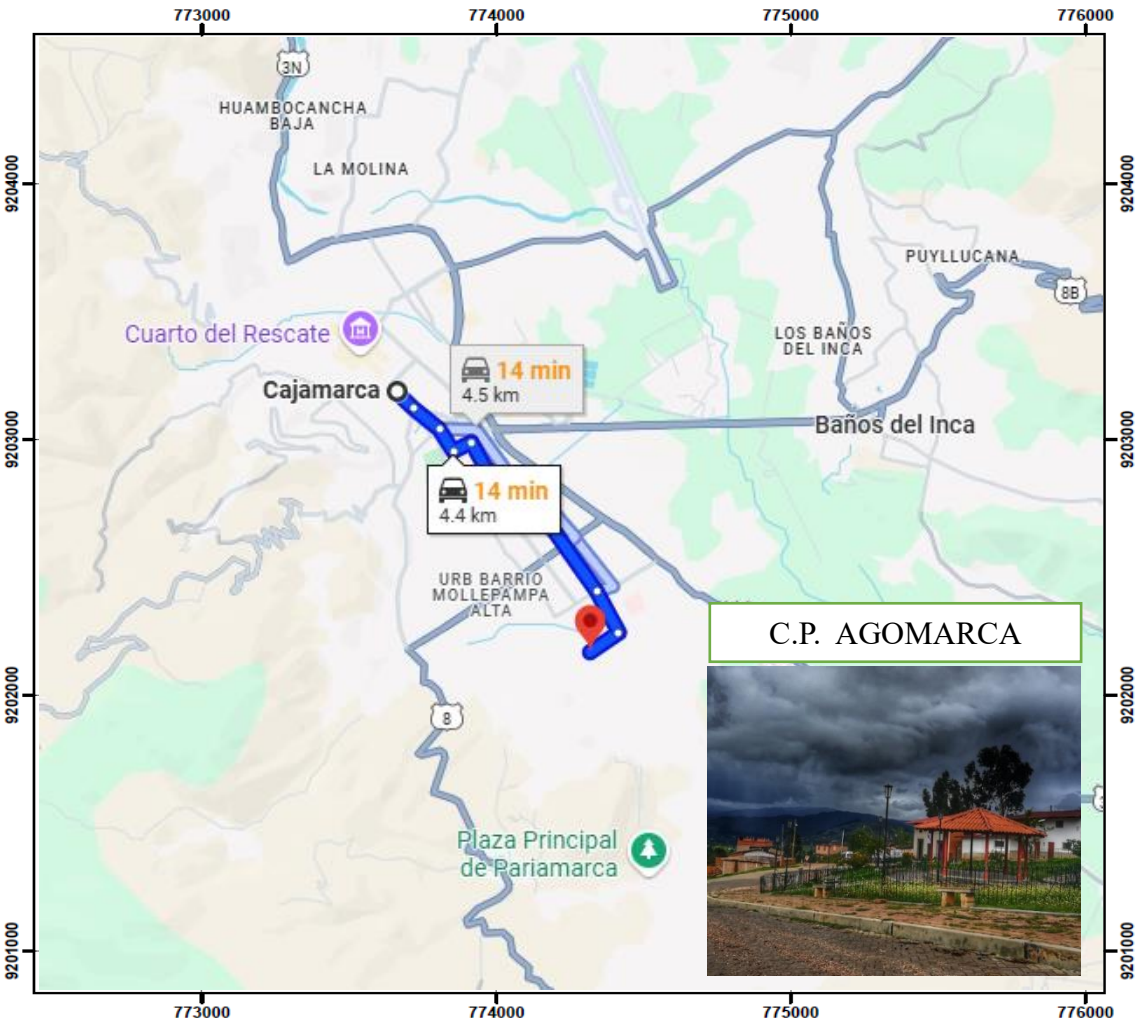 773000
774000
775000
776000
3N
HUAMBOCANCHA
BAJA
LA MOLINA
9204000
9204000
PUYLLUCANA
8B
Cuarto del Rescate
LOS BAÑOS
DEL INCA
14 min
4.5 km
Cajamarca
Baños del Inca
9203000
9203000
14 min
4.4 km
URB BARRIO
MOLLEPAMPA
ALTA
C.P. AGOMARCA
9202000
9202000
8
Plaza Principal
de Pariamarca
9201000
9201000
773000
774000
775000
776000